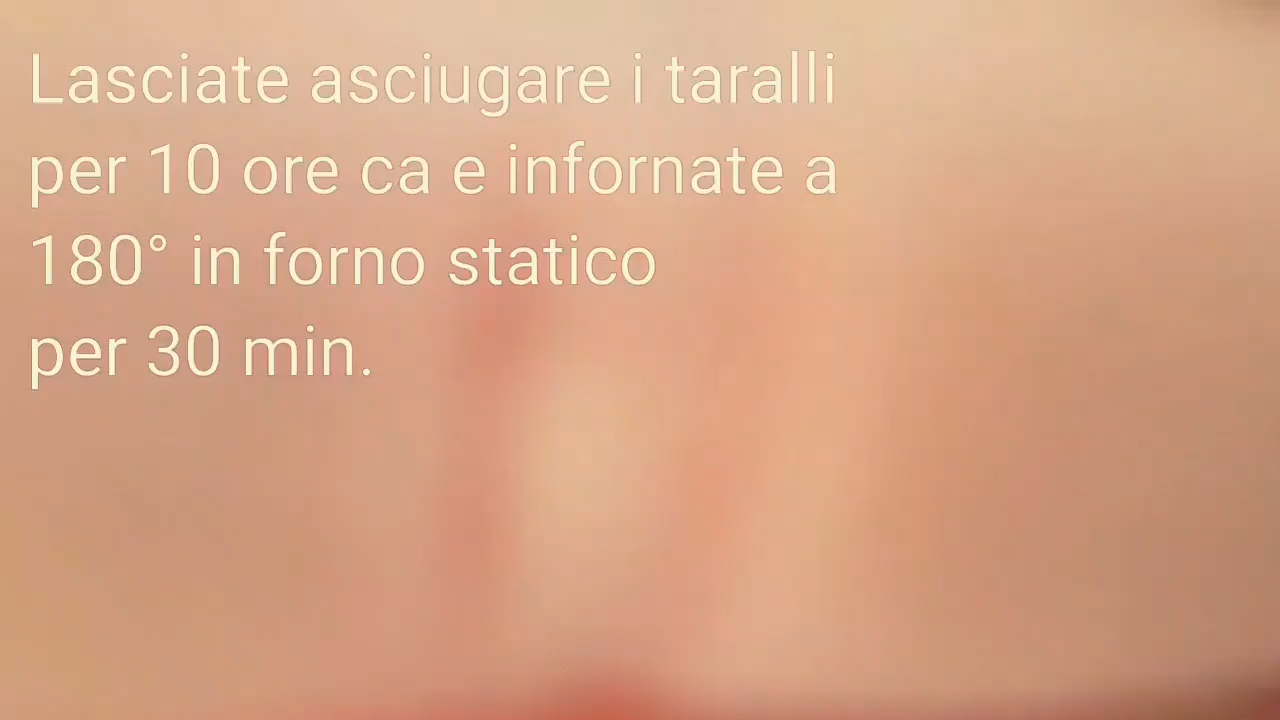 Lasciate asciugare i taralli
per 10 ore ca e infornate a
180° in forno statico
per 30 min.